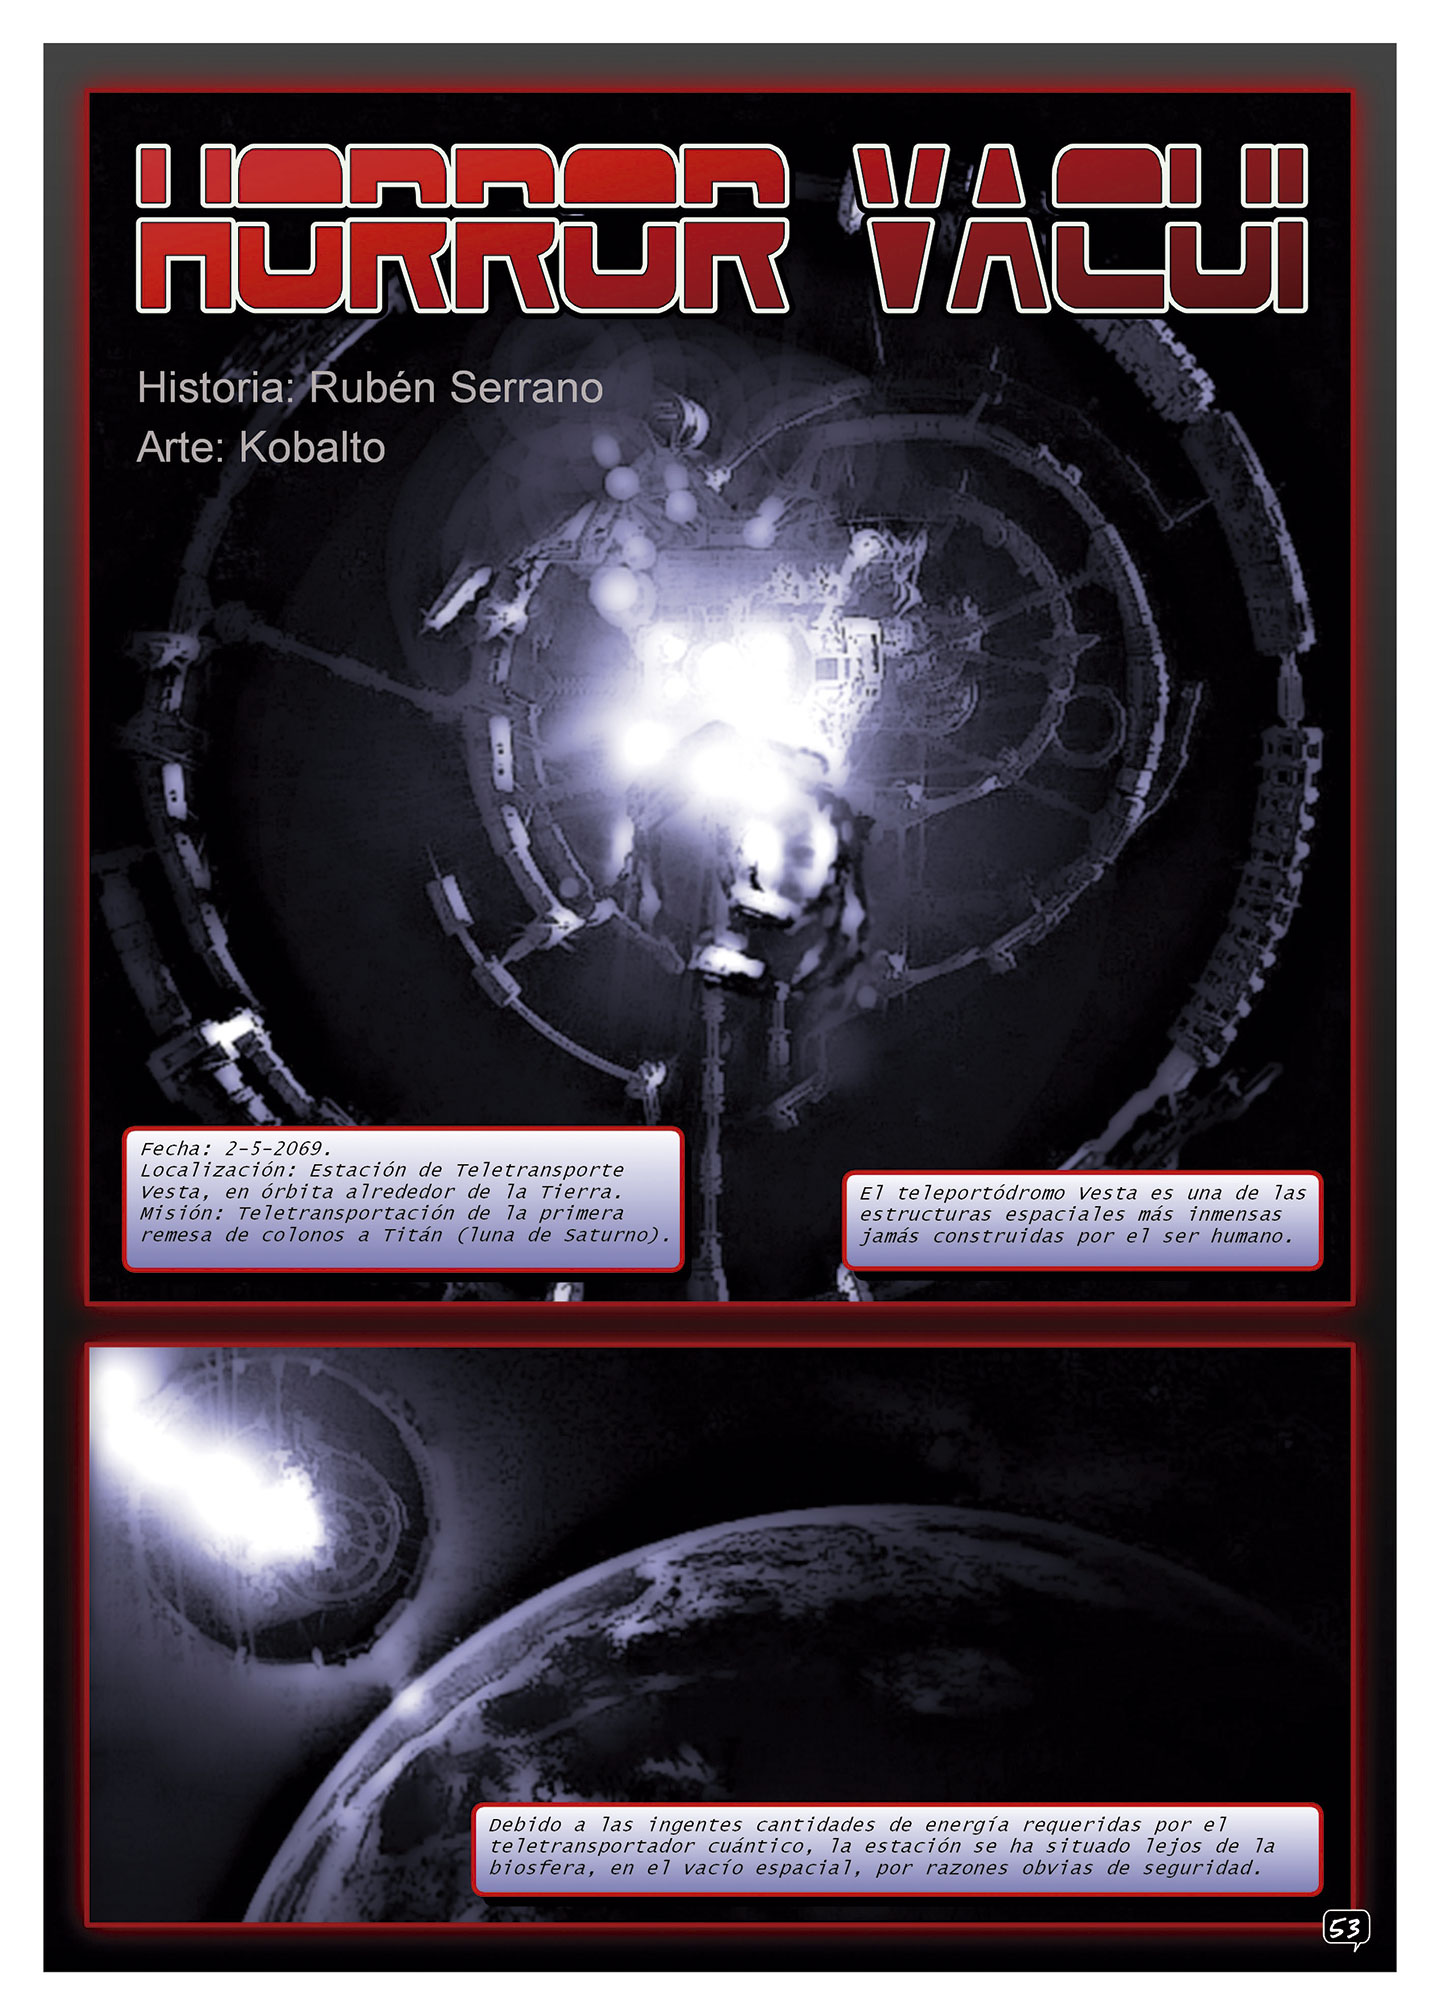 HORROR VACUI
Historia: Rubén Serrano
Arte: Kobalto
Fecha: 2-5-2069.
Localización: Estación de Teletransporte
Vesta, en órbita alrededor de la Tierra.
Misión: Teletransportación de la primera
remesa de colonos a Titán (luna de Saturno).
El teleportódromo Vesta es una de las
estructuras espaciales más inmensas
jamás construidas por el ser humano.
Debido a las ingentes cantidades de energía requeridas por el
teletransportador cuántico, la estación se ha situado lejos de la
biosfera, en el vacío espacial, por razones obvias de seguridad.
53